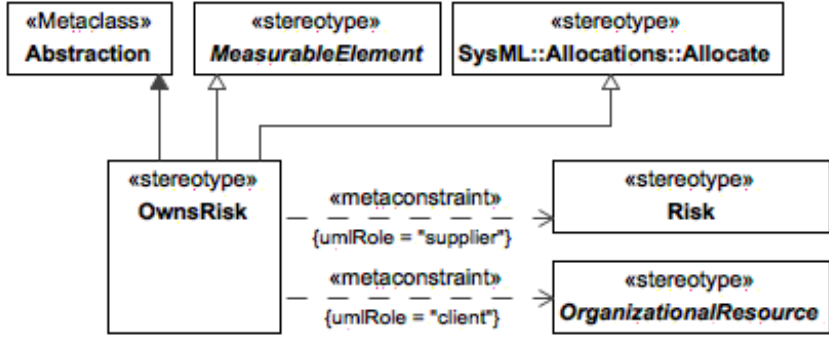 «Metaclass»
Abstraction
«stereotype»
MeasurableElement
«stereotype»
SysML::Allocations::Allocate
«stereotype»
OwnsRisk
«metaconstraint»
{umlRole = "supplier"}
«stereotype»
Risk
«metaconstraint»
{umlRole = "client"}
«stereotype»
OrganizationalResource